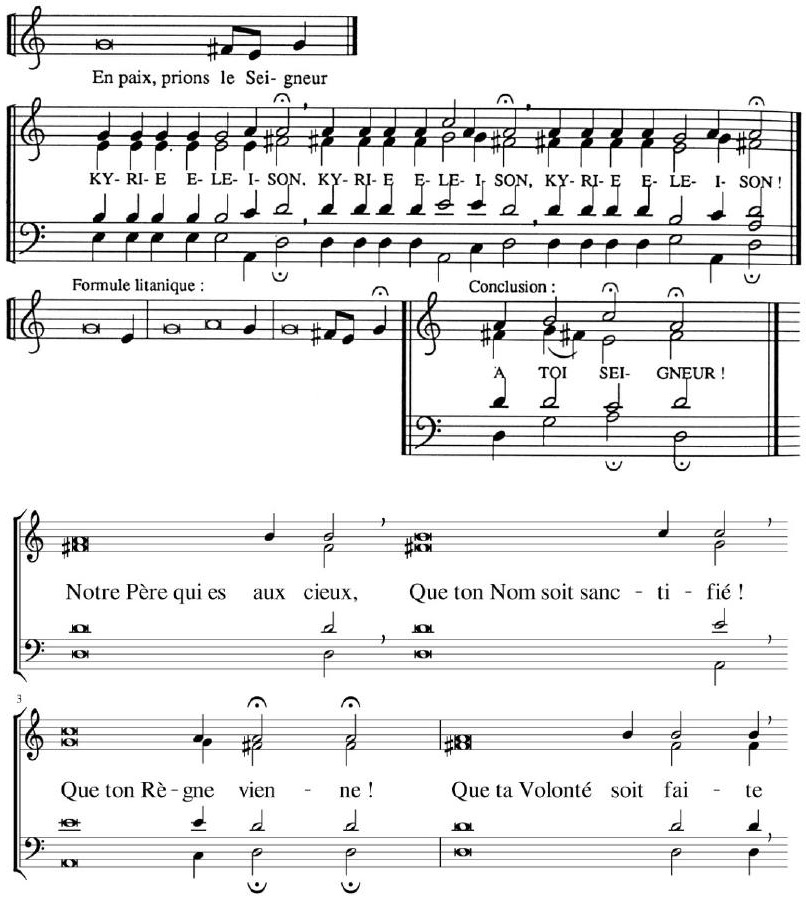 En paix, prions le Sei- gneur
KY- RI- E E- LE- I- SON, KY- RI- E E- LE- I- SON, KY- RI- E E- LE- I- SON !
Formule litanique :
Conclusion :
A TOI SEI- GNEUR !
Notre Père qui es aux cieux, Que ton Nom soit sanc - ti - fié !
3
Que ton Rè - gne vien - ne ! Que ta Volonté soit fai - te